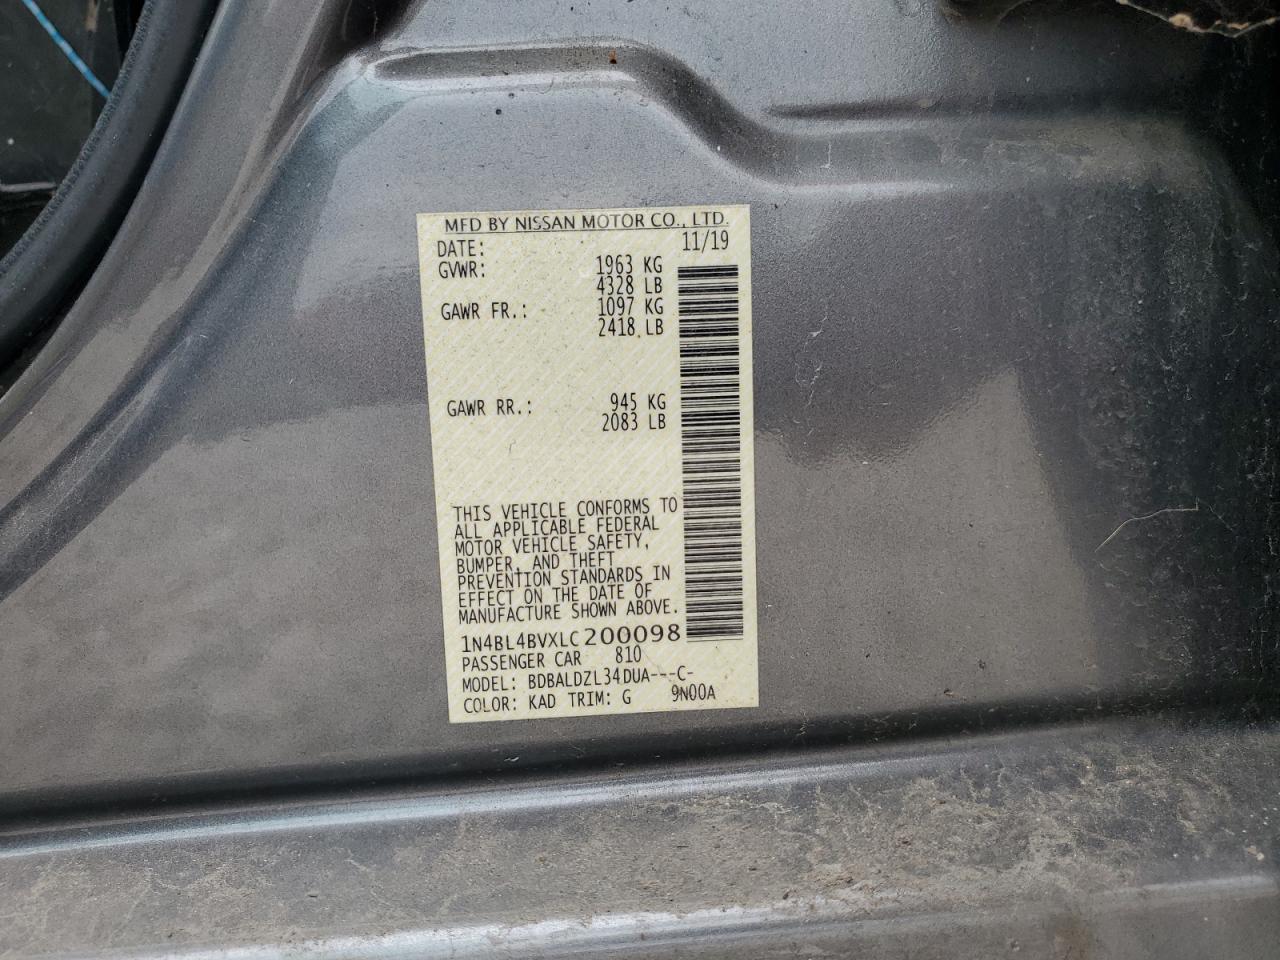 MFD BY NISSAN MOTOR CO., LTD.
DATE: 11/19
GVWR: 1963 KG
4328 LB
GAWR FR.: 1097 KG
2418 LB
GAWR RR.: 945 KG
2083 LB
THIS VEHICLE CONFORMS TO
ALL APPLICABLE FEDERAL
MOTOR VEHICLE SAFETY,
BUMPER, AND THEFT
PREVENTION STANDARDS IN
EFFECT ON THE DATE OF
MANUFACTURE SHOWN ABOVE.
1N4BL4BVXLC200098
PASSENGER CAR 810
MODEL: BDBALDZL34DUA---C-
COLOR: KAD TRIM: G 9N00A